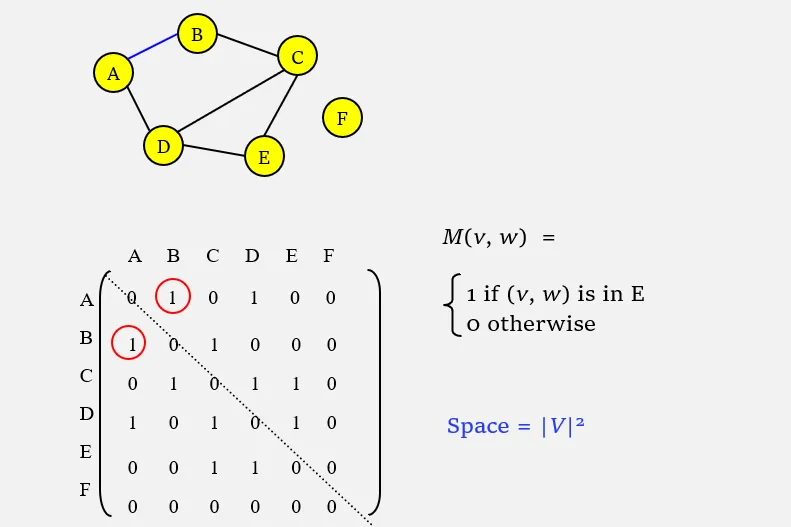 B
C
A
F
D
E
A B C D E F
A 0 1 0 1 0 0
B 1 0 1 0 0 0
C 0 1 0 1 1 0
D 1 0 1 0 1 0
E 0 0 1 1 0 0
F 0 0 0 0 0 0
M(v, w) =
1 if (v, w) is in E
0 otherwise
Space = |V|²